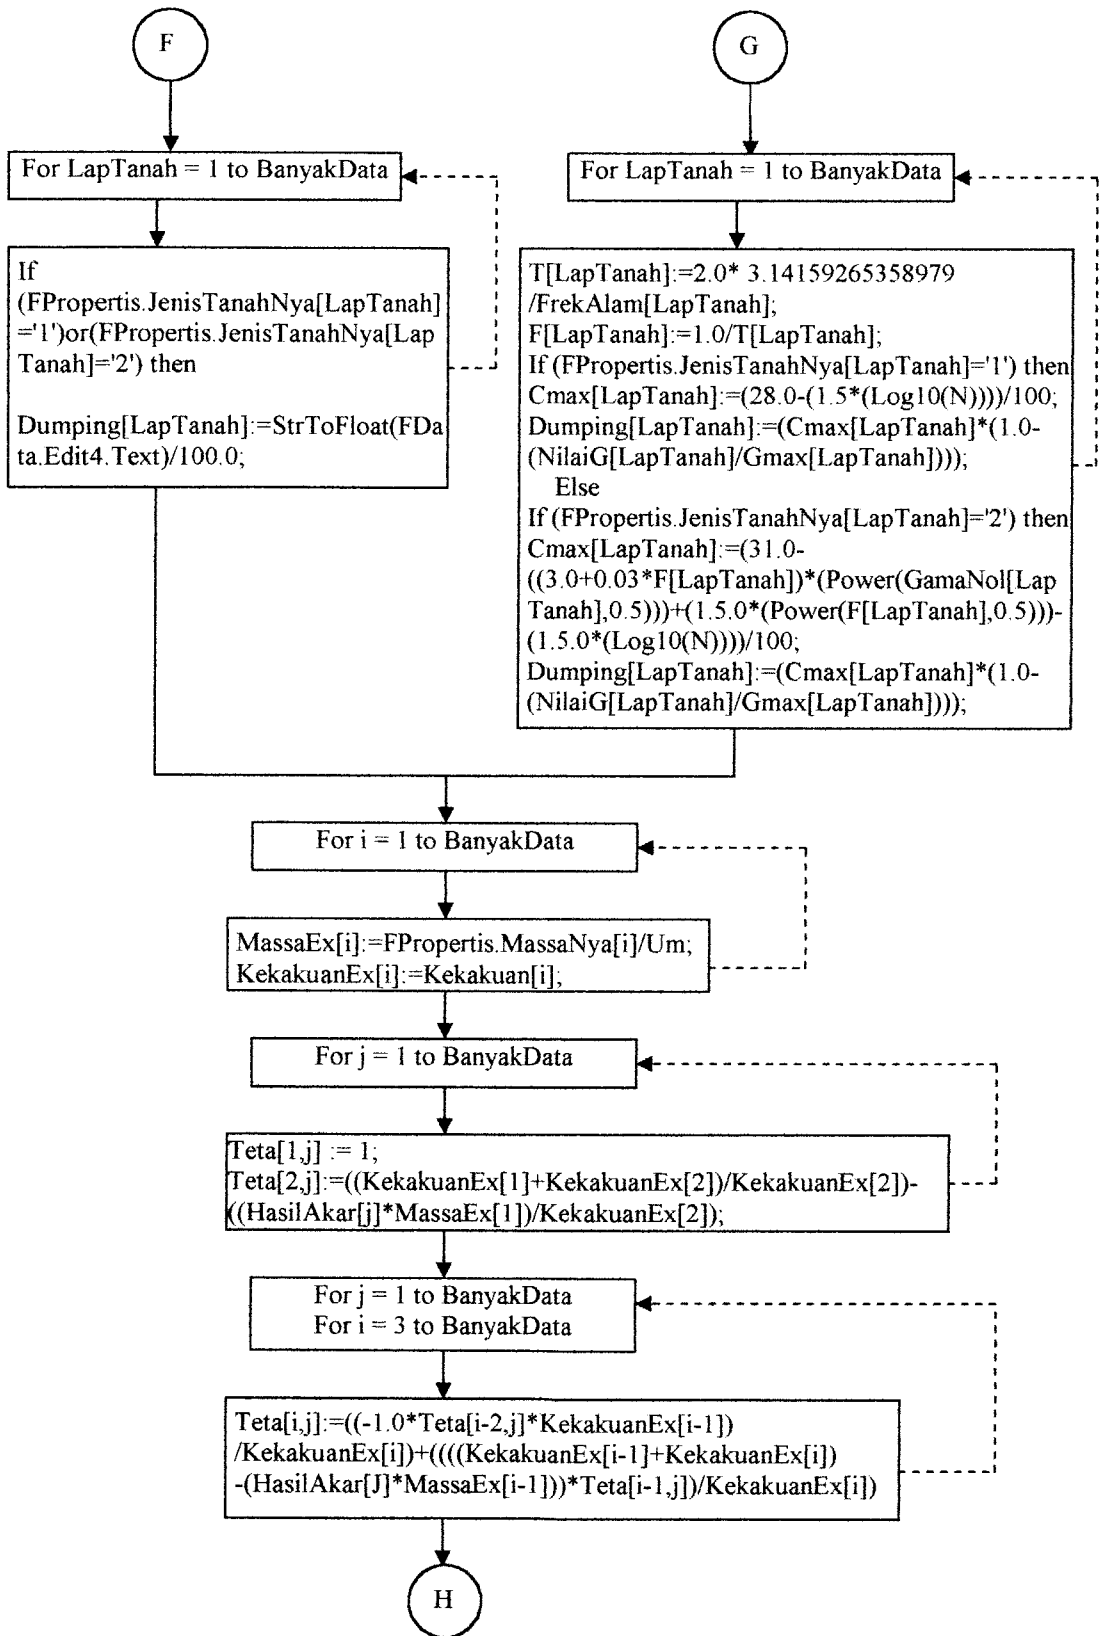 F
For LapTanah = 1 to BanyakData
If
(FPropertis.JenisTanahNya[LapTanah]
='1')or(FPropertis.JenisTanahNya[Lap
Tanah]='2') then
Dumping[LapTanah]:=StrToFloat(FDa
ta.Edit4.Text)/100.0;
G
For LapTanah = 1 to BanyakData
T[LapTanah]:=2.0* 3.14159265358979
/FrekAlam[LapTanah];
F[LapTanah]:=1.0/T[LapTanah];
If (FPropertis.JenisTanahNya[LapTanah]='1') then
Cmax[LapTanah]:=(28.0-(1.5*(Log10(N))))/100;
Dumping[LapTanah]:=(Cmax[LapTanah]*(1.0-
(NilaiG[LapTanah]/Gmax[LapTanah])));
Else
If (FPropertis.JenisTanahNya[LapTanah]='2') then
Cmax[LapTanah]:=(31.0-
((3.0+0.03*F[LapTanah])*(Power(GamaNol[Lap
Tanah],0.5)))+(1.5.0*(Power(F[LapTanah],0.5)))-
(1.5.0*(Log10(N))))/100;
Dumping[LapTanah]:=(Cmax[LapTanah]*(1.0-
(NilaiG[LapTanah]/Gmax[LapTanah])));
For i = 1 to BanyakData
MassaEx[i]:=FPropertis.MassaNya[i]/Um;
KekakuanEx[i]:=Kekakuan[i];
For j = 1 to BanyakData
Teta[1,j] := 1;
Teta[2,j]:=((KekakuanEx[1]+KekakuanEx[2])/KekakuanEx[2])-
((HasilAkar[j]*MassaEx[1])/KekakuanEx[2]);
For j = 1 to BanyakData
For i = 3 to BanyakData
Teta[i,j]:=((-1.0*Teta[i-2,j]*KekakuanEx[i-1])
/KekakuanEx[i])+((((KekakuanEx[i-1]+KekakuanEx[i])
-(HasilAkar[J]*MassaEx[i-1]))*Teta[i-1,j])/KekakuanEx[i])
H